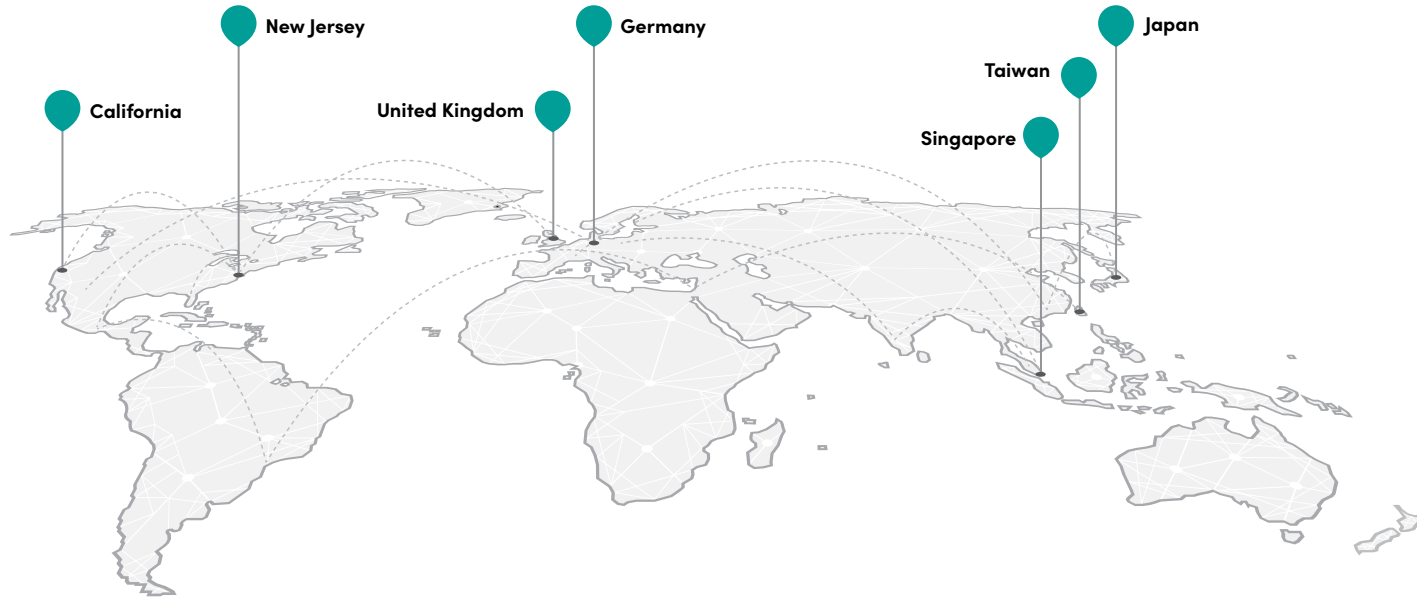 New Jersey
Germany
Japan
Taiwan
California
United Kingdom
Singapore